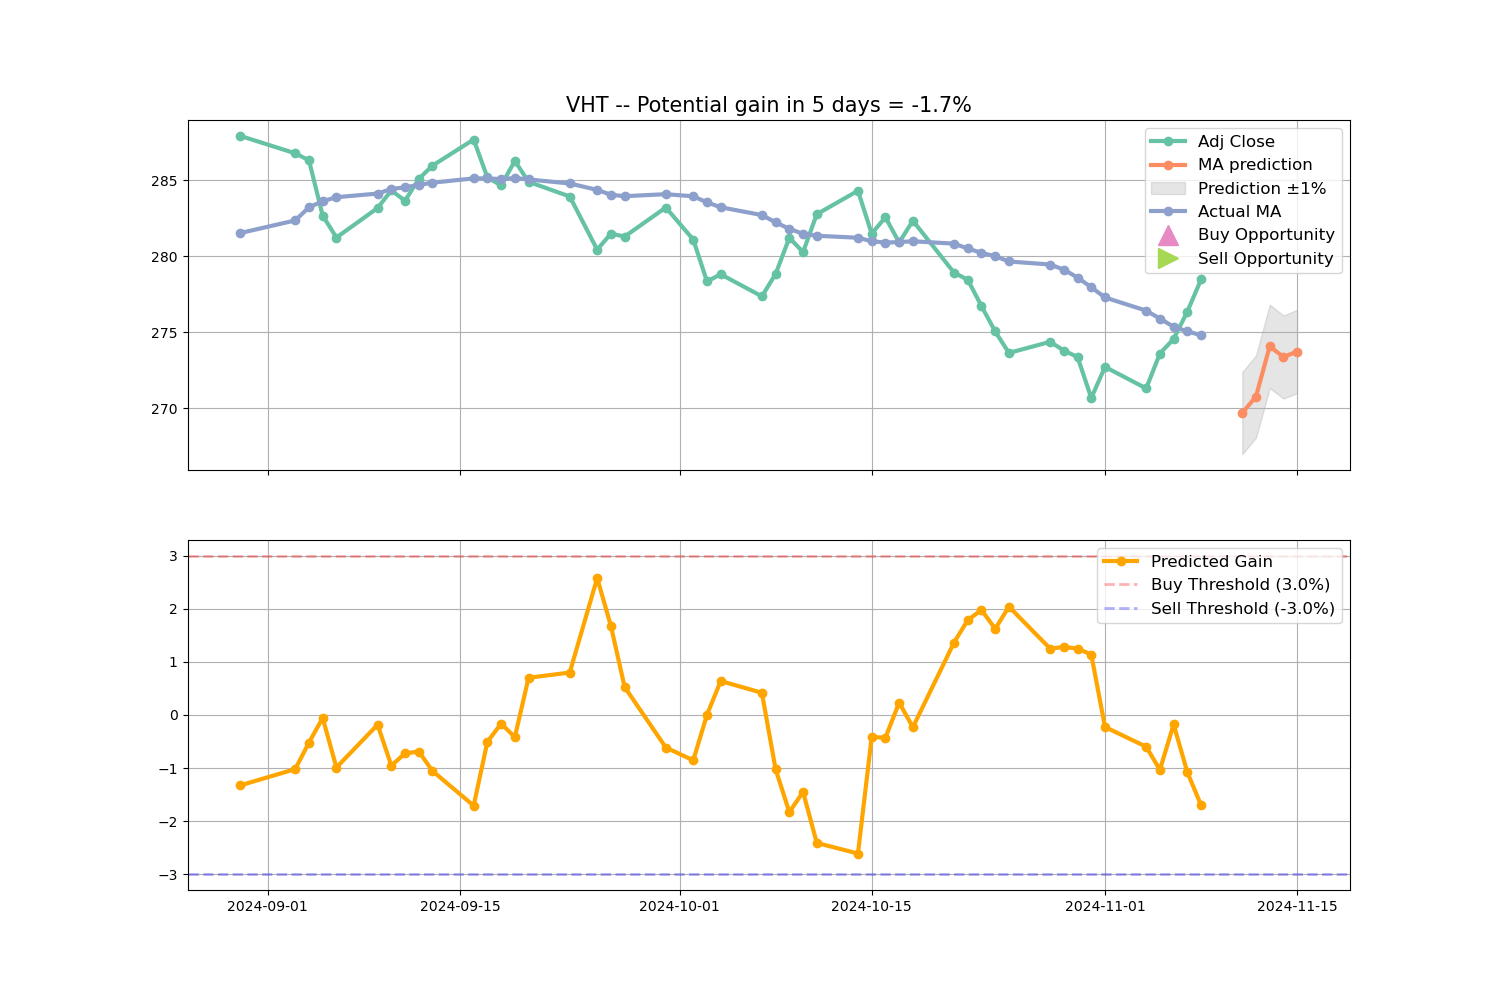 VHT -- Potential gain in 5 days = -1.7%
285
280
275
270
Adj Close
MA prediction
Prediction ±1%
Actual MA
Buy Opportunity
Sell Opportunity
3
2
1
0
−1
−2
−3
Predicted Gain
Buy Threshold (3.0%)
Sell Threshold (-3.0%)
2024-09-01
2024-09-15
2024-10-01
2024-10-15
2024-11-01
2024-11-15